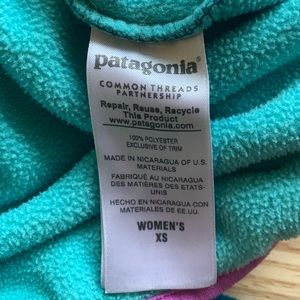 patagonia®
COMMON THREADS
PARTNERSHIP
Repair, Reuse, Recycle
This Product
www.patagonia.com
100% POLYESTER
EXCLUSIVE OF TRIM
MADE IN NICARAGUA OF U.S.
MATERIALS
FABRIQUÉ AU NICARAGUA
DES MATIÈRES DES ETATS-
UNIS
HECHO EN NICARAGUA CON
MATERIALES DE EE.UU.
WOMEN'S
XS